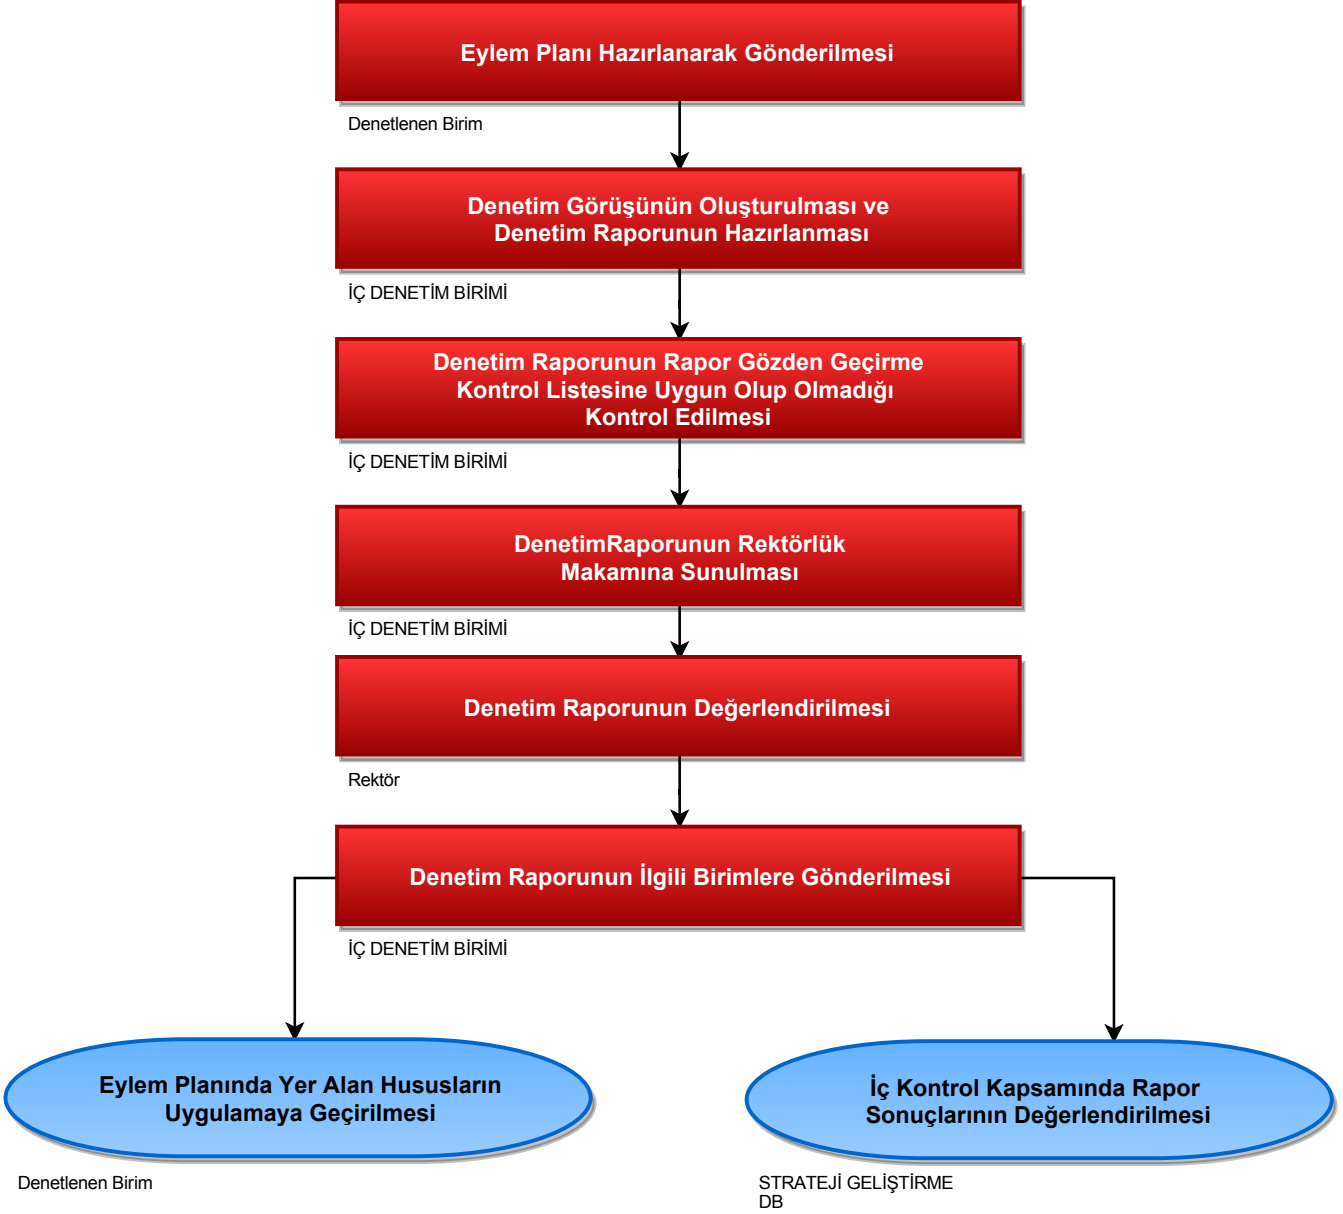 Eylem Planı Hazırlanarak Gönderilmesi
Denetlenen Birim
Denetim Görüşünün Oluşturulması ve
Denetim Raporunun Hazırlanması
İÇ DENETİM BİRİMİ
Denetim Raporunun Rapor Gözden Geçirme
Kontrol Listesine Uygun Olup Olmadığı
Kontrol Edilmesi
İÇ DENETİM BİRİMİ
DenetimRaporunun Rektörlük
Makamına Sunulması
İÇ DENETİM BİRİMİ
Denetim Raporunun Değerlendirilmesi
Rektör
Denetim Raporunun İlgili Birimlere Gönderilmesi
İÇ DENETİM BİRİMİ
Eylem Planında Yer Alan Hususların
Uygulamaya Geçirilmesi
Denetlenen Birim
İç Kontrol Kapsamında Rapor
Sonuçlarının Değerlendirilmesi
STRATEJİ GELİŞTİRME
DB